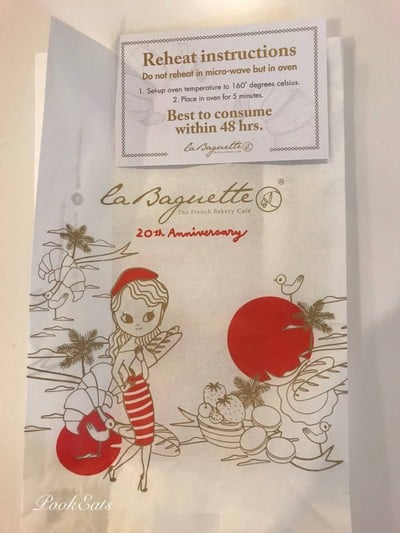 Reheat instructions
Do not reheat in micro-wave but in oven
1. Set-up oven temperature to 160° degrees celsius.
2. Place in oven for 5 minutes.
Best to consume
within 48 hrs.
la Baguette
la Baguette ®
The French Bakery Café
20th Anniversary
PookEats